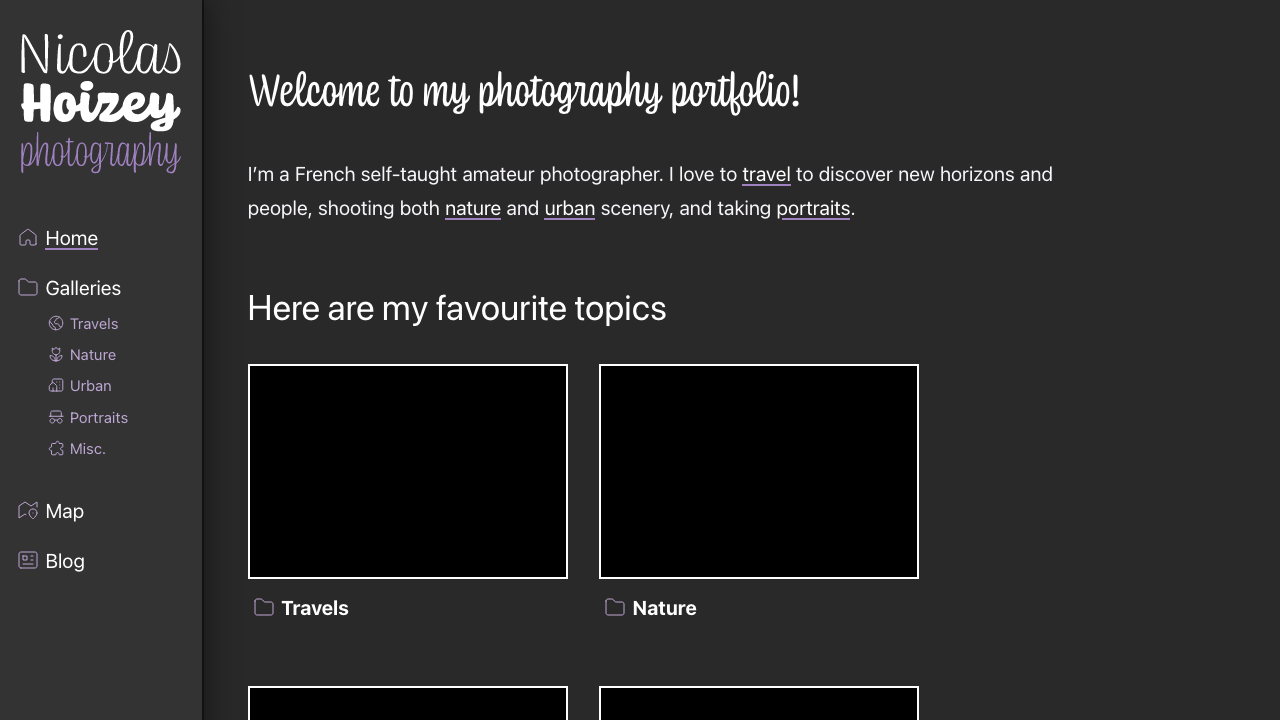 Nicolas
Hoizey
photography
Home
Galleries
Travels
Nature
Urban
Portraits
Misc.
Map
Blog
Welcome to my photography portfolio!
I’m a French self-taught amateur photographer. I love to travel to discover new horizons and
people, shooting both nature and urban scenery, and taking portraits.
Here are my favourite topics
Travels
Nature